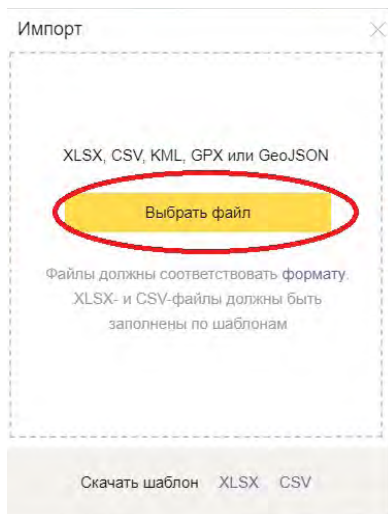 Импорт
XLSX, CSV, KML, GPX или GeoJSON
Выбрать файл
Файлы должны соответствовать формату.
XLSX- и CSV-файлы должны быть
заполнены по шаблонам
Скачать шаблон XLSX CSV